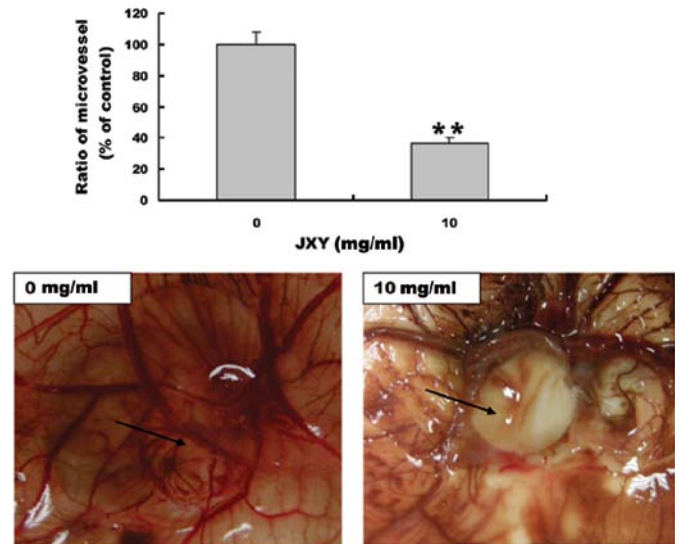 Ratio of microvessel
(% of control)
120
100
80
60
40
20
0
**
0
10
JXY (mg/ml)
0 mg/ml
10 mg/ml